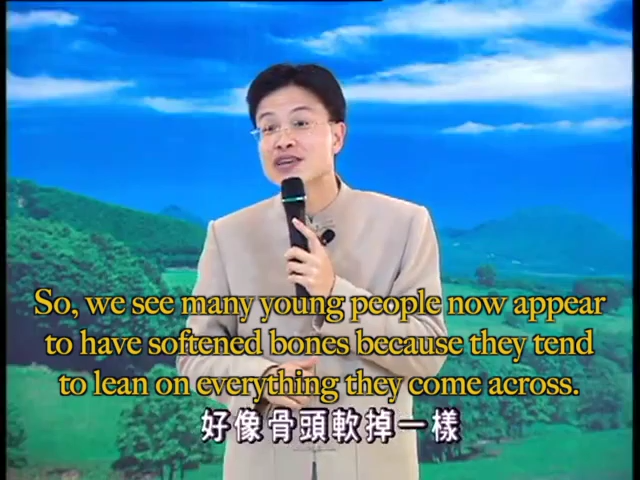 So, we see many young people now appear
to have softened bones because they tend
to lean on everything they come across.
好像骨頭軟掉一樣